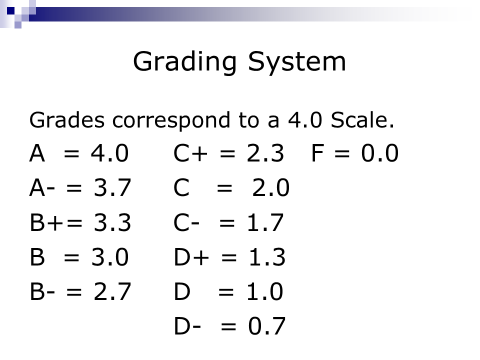 Grading System
Grades correspond to a 4.0 Scale.
A = 4.0 C+ = 2.3 F = 0.0
A- = 3.7 C = 2.0
B+= 3.3 C- = 1.7
B = 3.0 D+ = 1.3
B- = 2.7 D = 1.0
D- = 0.7